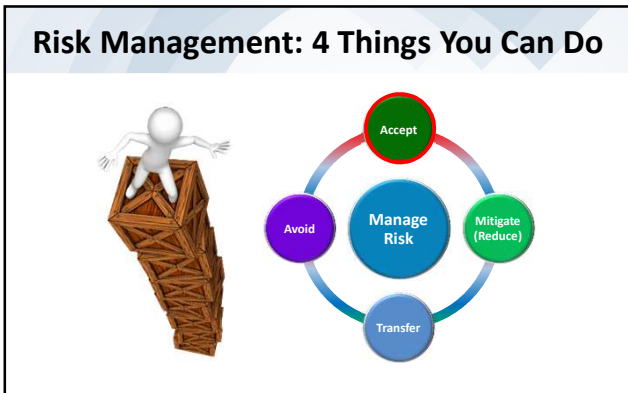 Risk Management: 4 Things You Can Do
Accept
Avoid
Manage
Risk
Mitigate
(Reduce)
Transfer